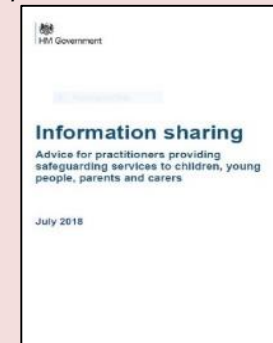 HM Government
Information sharing
Advice for practitioners providing
safeguarding services to children, young
people, parents and carers
July 2018